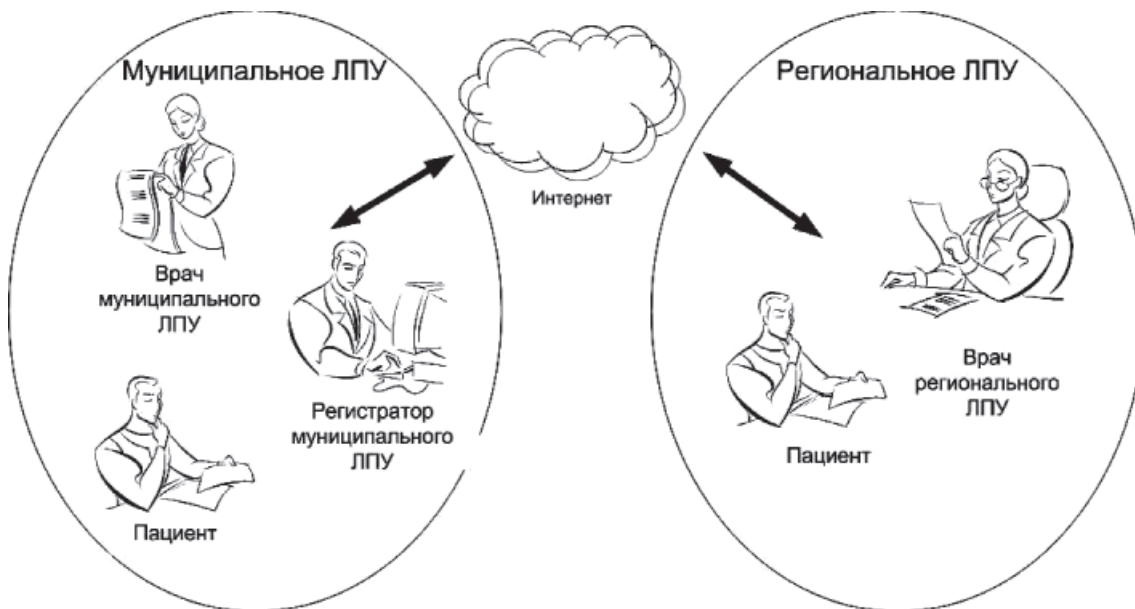 Муниципальное ЛПУ
Региональное ЛПУ
Интернет
Врач
муниципального
ЛПУ
Регистратор
муниципального
ЛПУ
Пациент
Врач
регионального
ЛПУ
Пациент